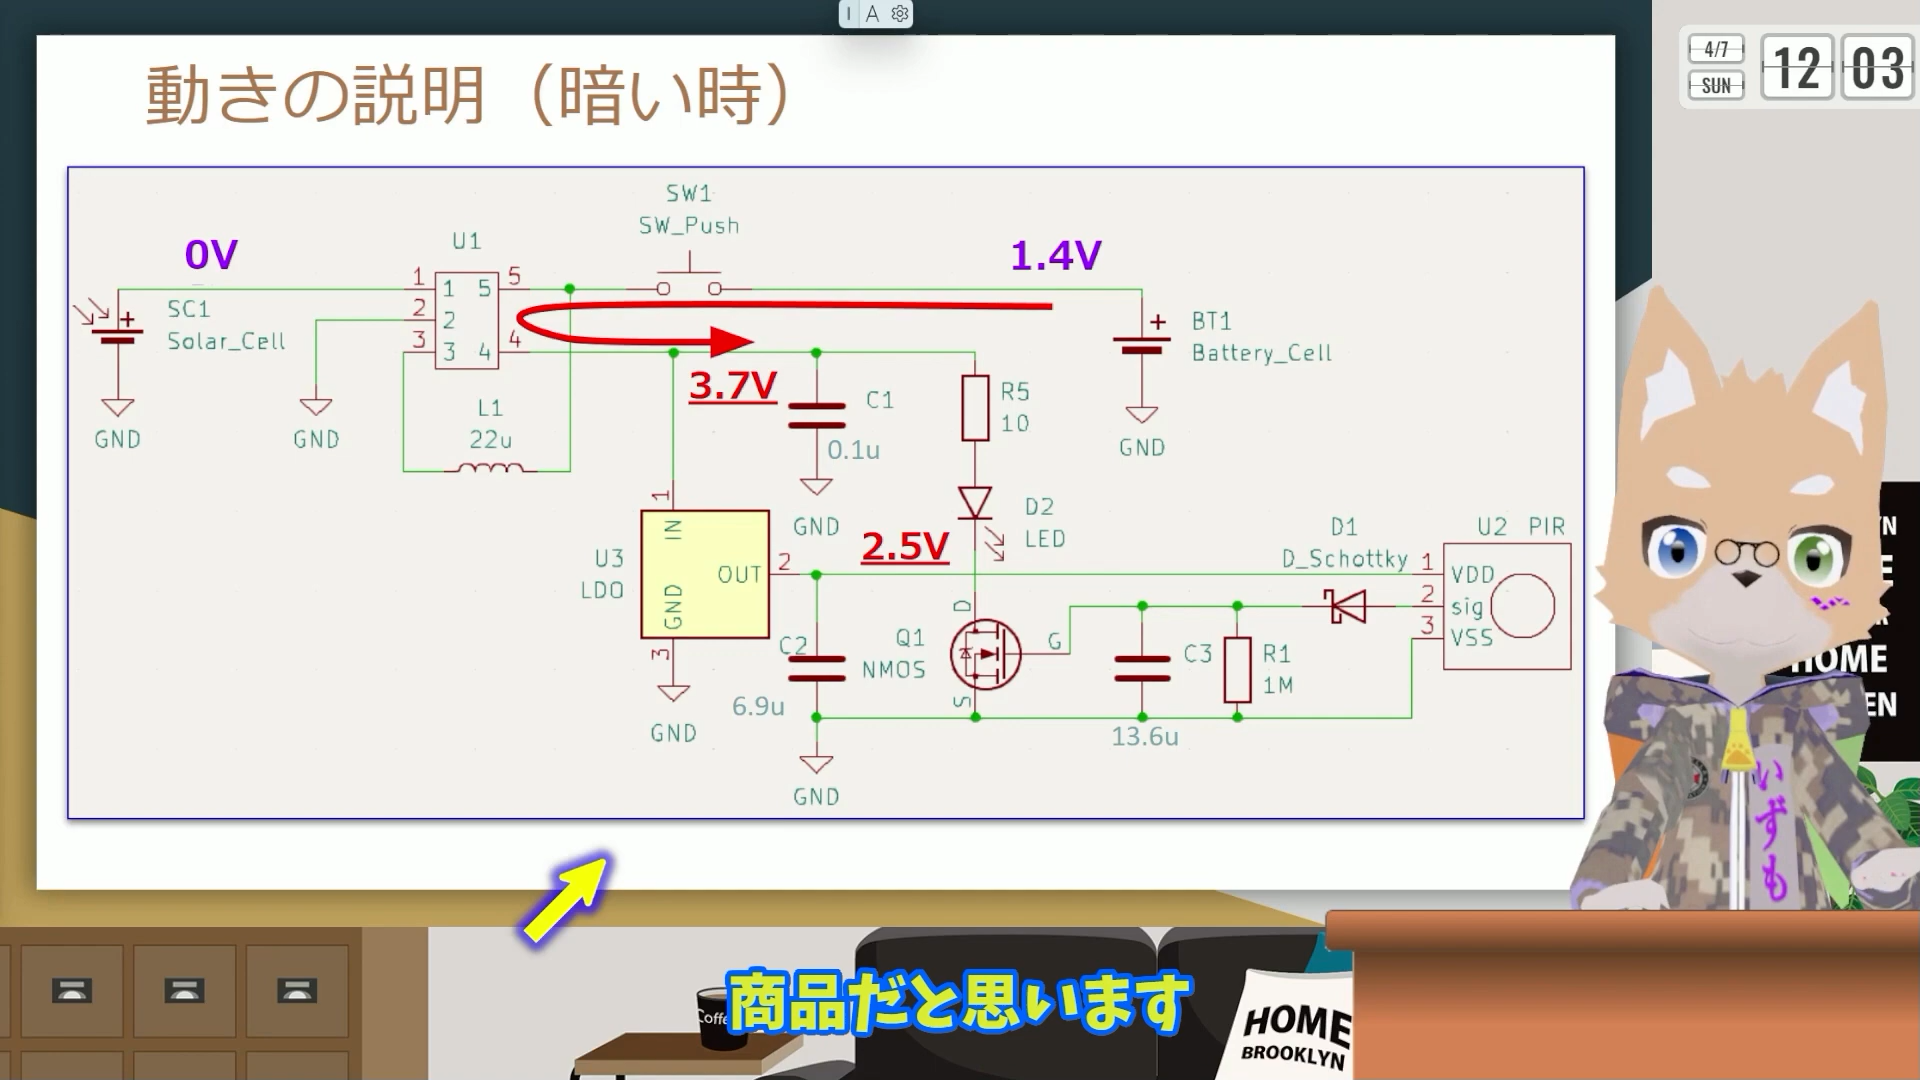 I A
4/7
SUN
12 03
動きの説明（暗い時）
SW1
SW_Push
0V
U1
1.4V
1
5
1 5
2
2
3
4
3 4
SC1
Solar_Cell
+
+
BT1
Battery_Cell
3.7V
C1
0.1u
R5
10
GND
GND
L1
22u
GND
GND
1
IN
U3
LDO
OUT
2
GND
3
GND
2.5V
D2
LED
D1
D_Schottky
U2 PIR
1
VDD
2
sig
3
VSS
D
G
S
Q1
NMOS
C2
6.9u
C3
13.6u
R1
1M
GND
HOME
いずも
商品だと思います
HOME
BROOKLYN